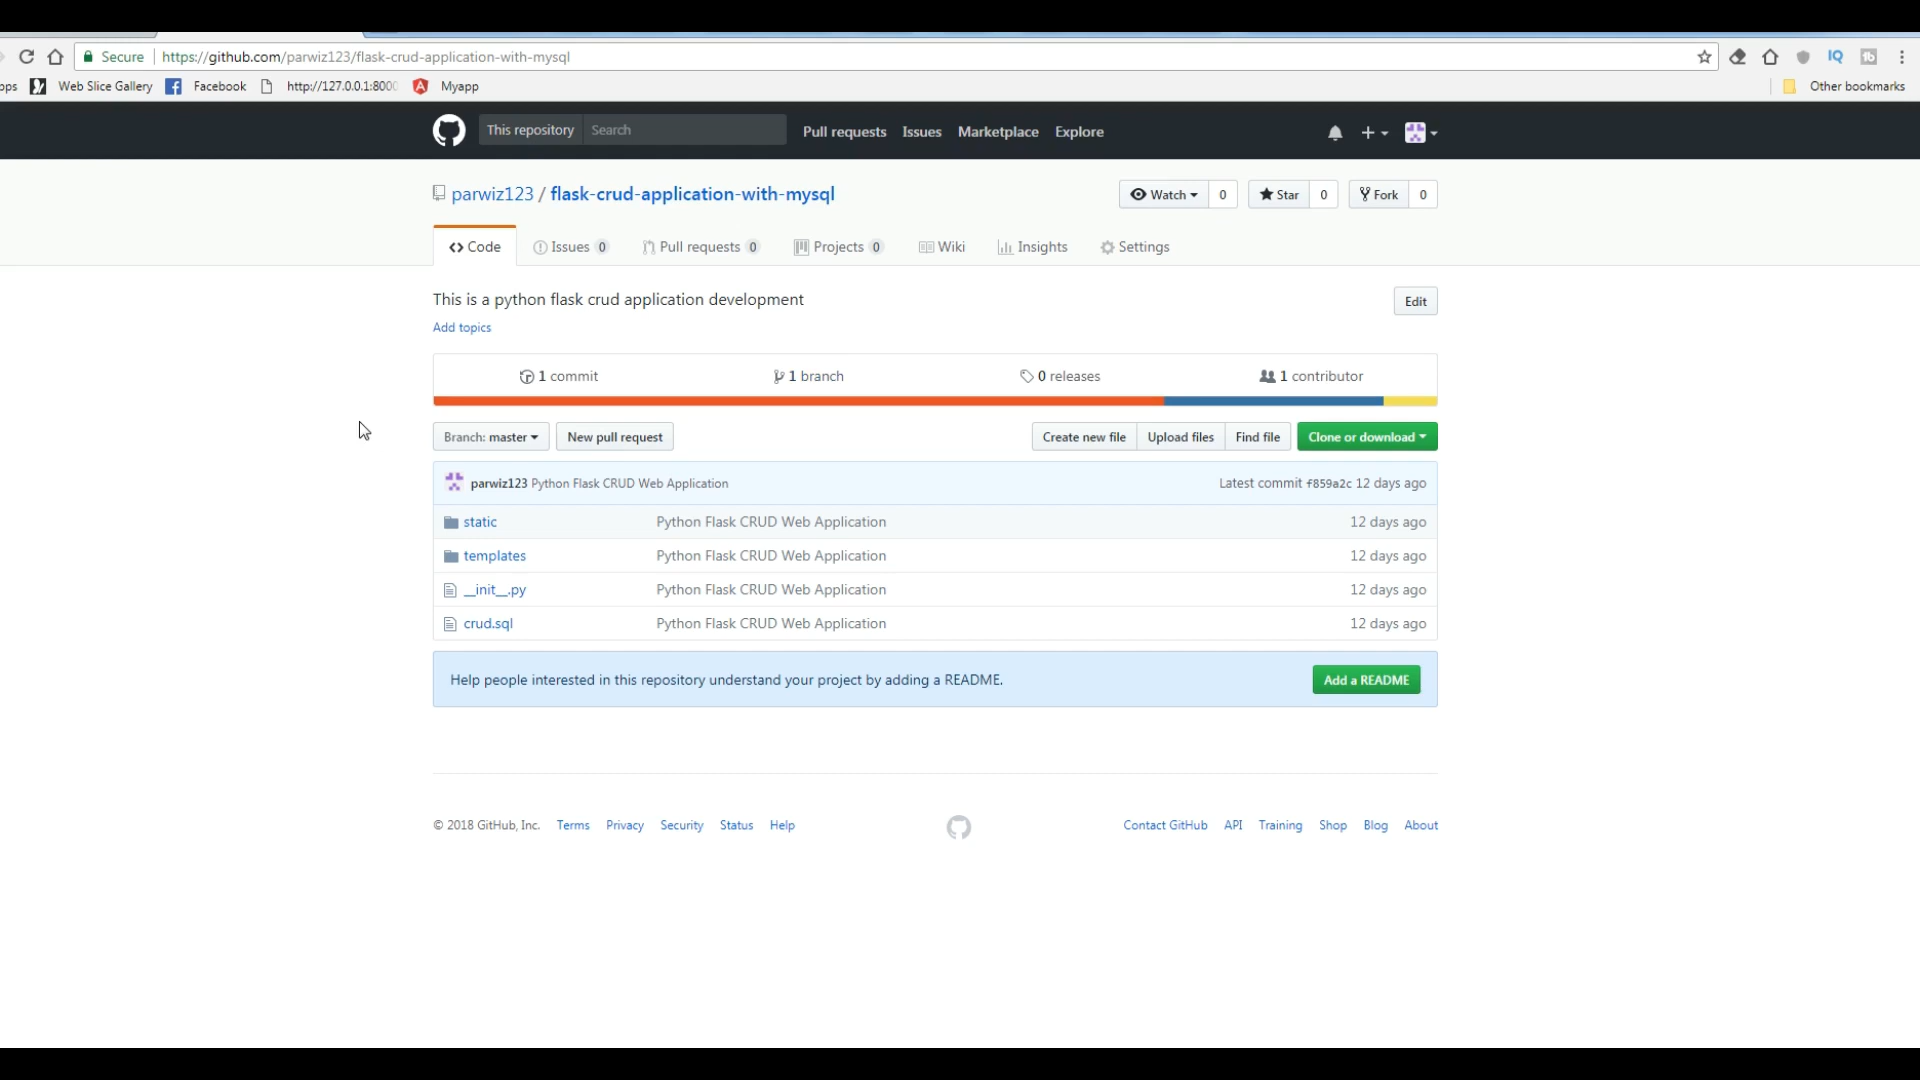 Secure https://github.com/parwiz123/flask-crud-application-with-mysql
Web Slice Gallery Facebook http://127.0.0.1:8000 Myapp Other bookmarks
This repository Search Pull requests Issues Marketplace Explore
parwiz123 / flask-crud-application-with-mysql Watch 0 Star 0 Fork 0
Code Issues 0 Pull requests 0 Projects 0 Wiki Insights Settings
This is a python flask crud application development Edit
Add topics
1 commit 1 branch 0 releases 1 contributor
Branch: master New pull request Create new file Upload files Find file Clone or download
parwiz123 Python Flask CRUD Web Application Latest commit f859a2c 12 days ago
static Python Flask CRUD Web Application 12 days ago
templates Python Flask CRUD Web Application 12 days ago
__init__.py Python Flask CRUD Web Application 12 days ago
crud.sql Python Flask CRUD Web Application 12 days ago
Help people interested in this repository understand your project by adding a README. Add a README
© 2018 GitHub, Inc. Terms Privacy Security Status Help Contact GitHub API Training Shop Blog About